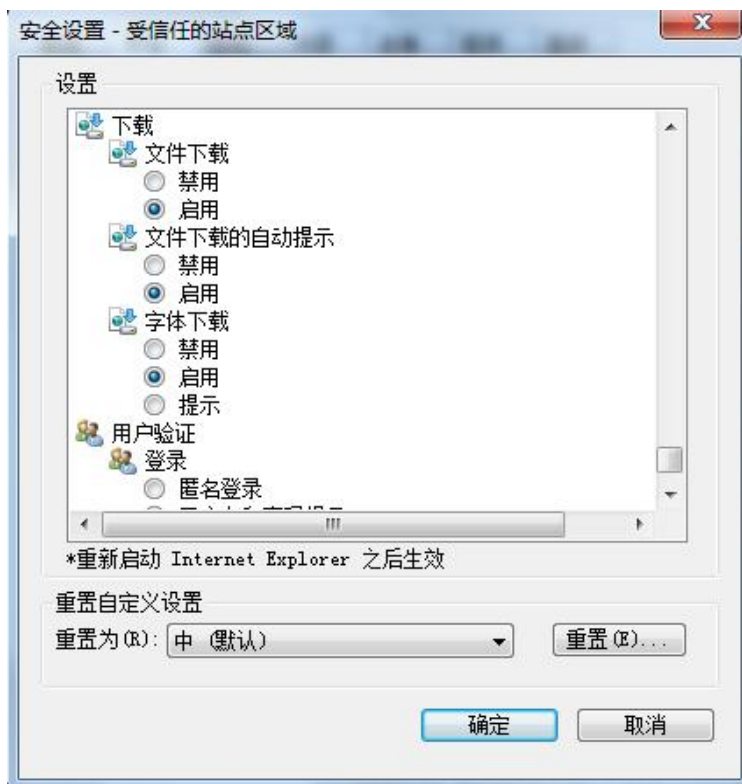 安全设置 - 受信任的站点区域
设置
下载
文件下载
禁用
启用
文件下载的自动提示
禁用
启用
字体下载
禁用
启用
提示
用户验证
登录
匿名登录
*重新启动 Internet Explorer 之后生效
重置自定义设置
重置为(R): 中 (默认) 重置(E)...
确定 取消